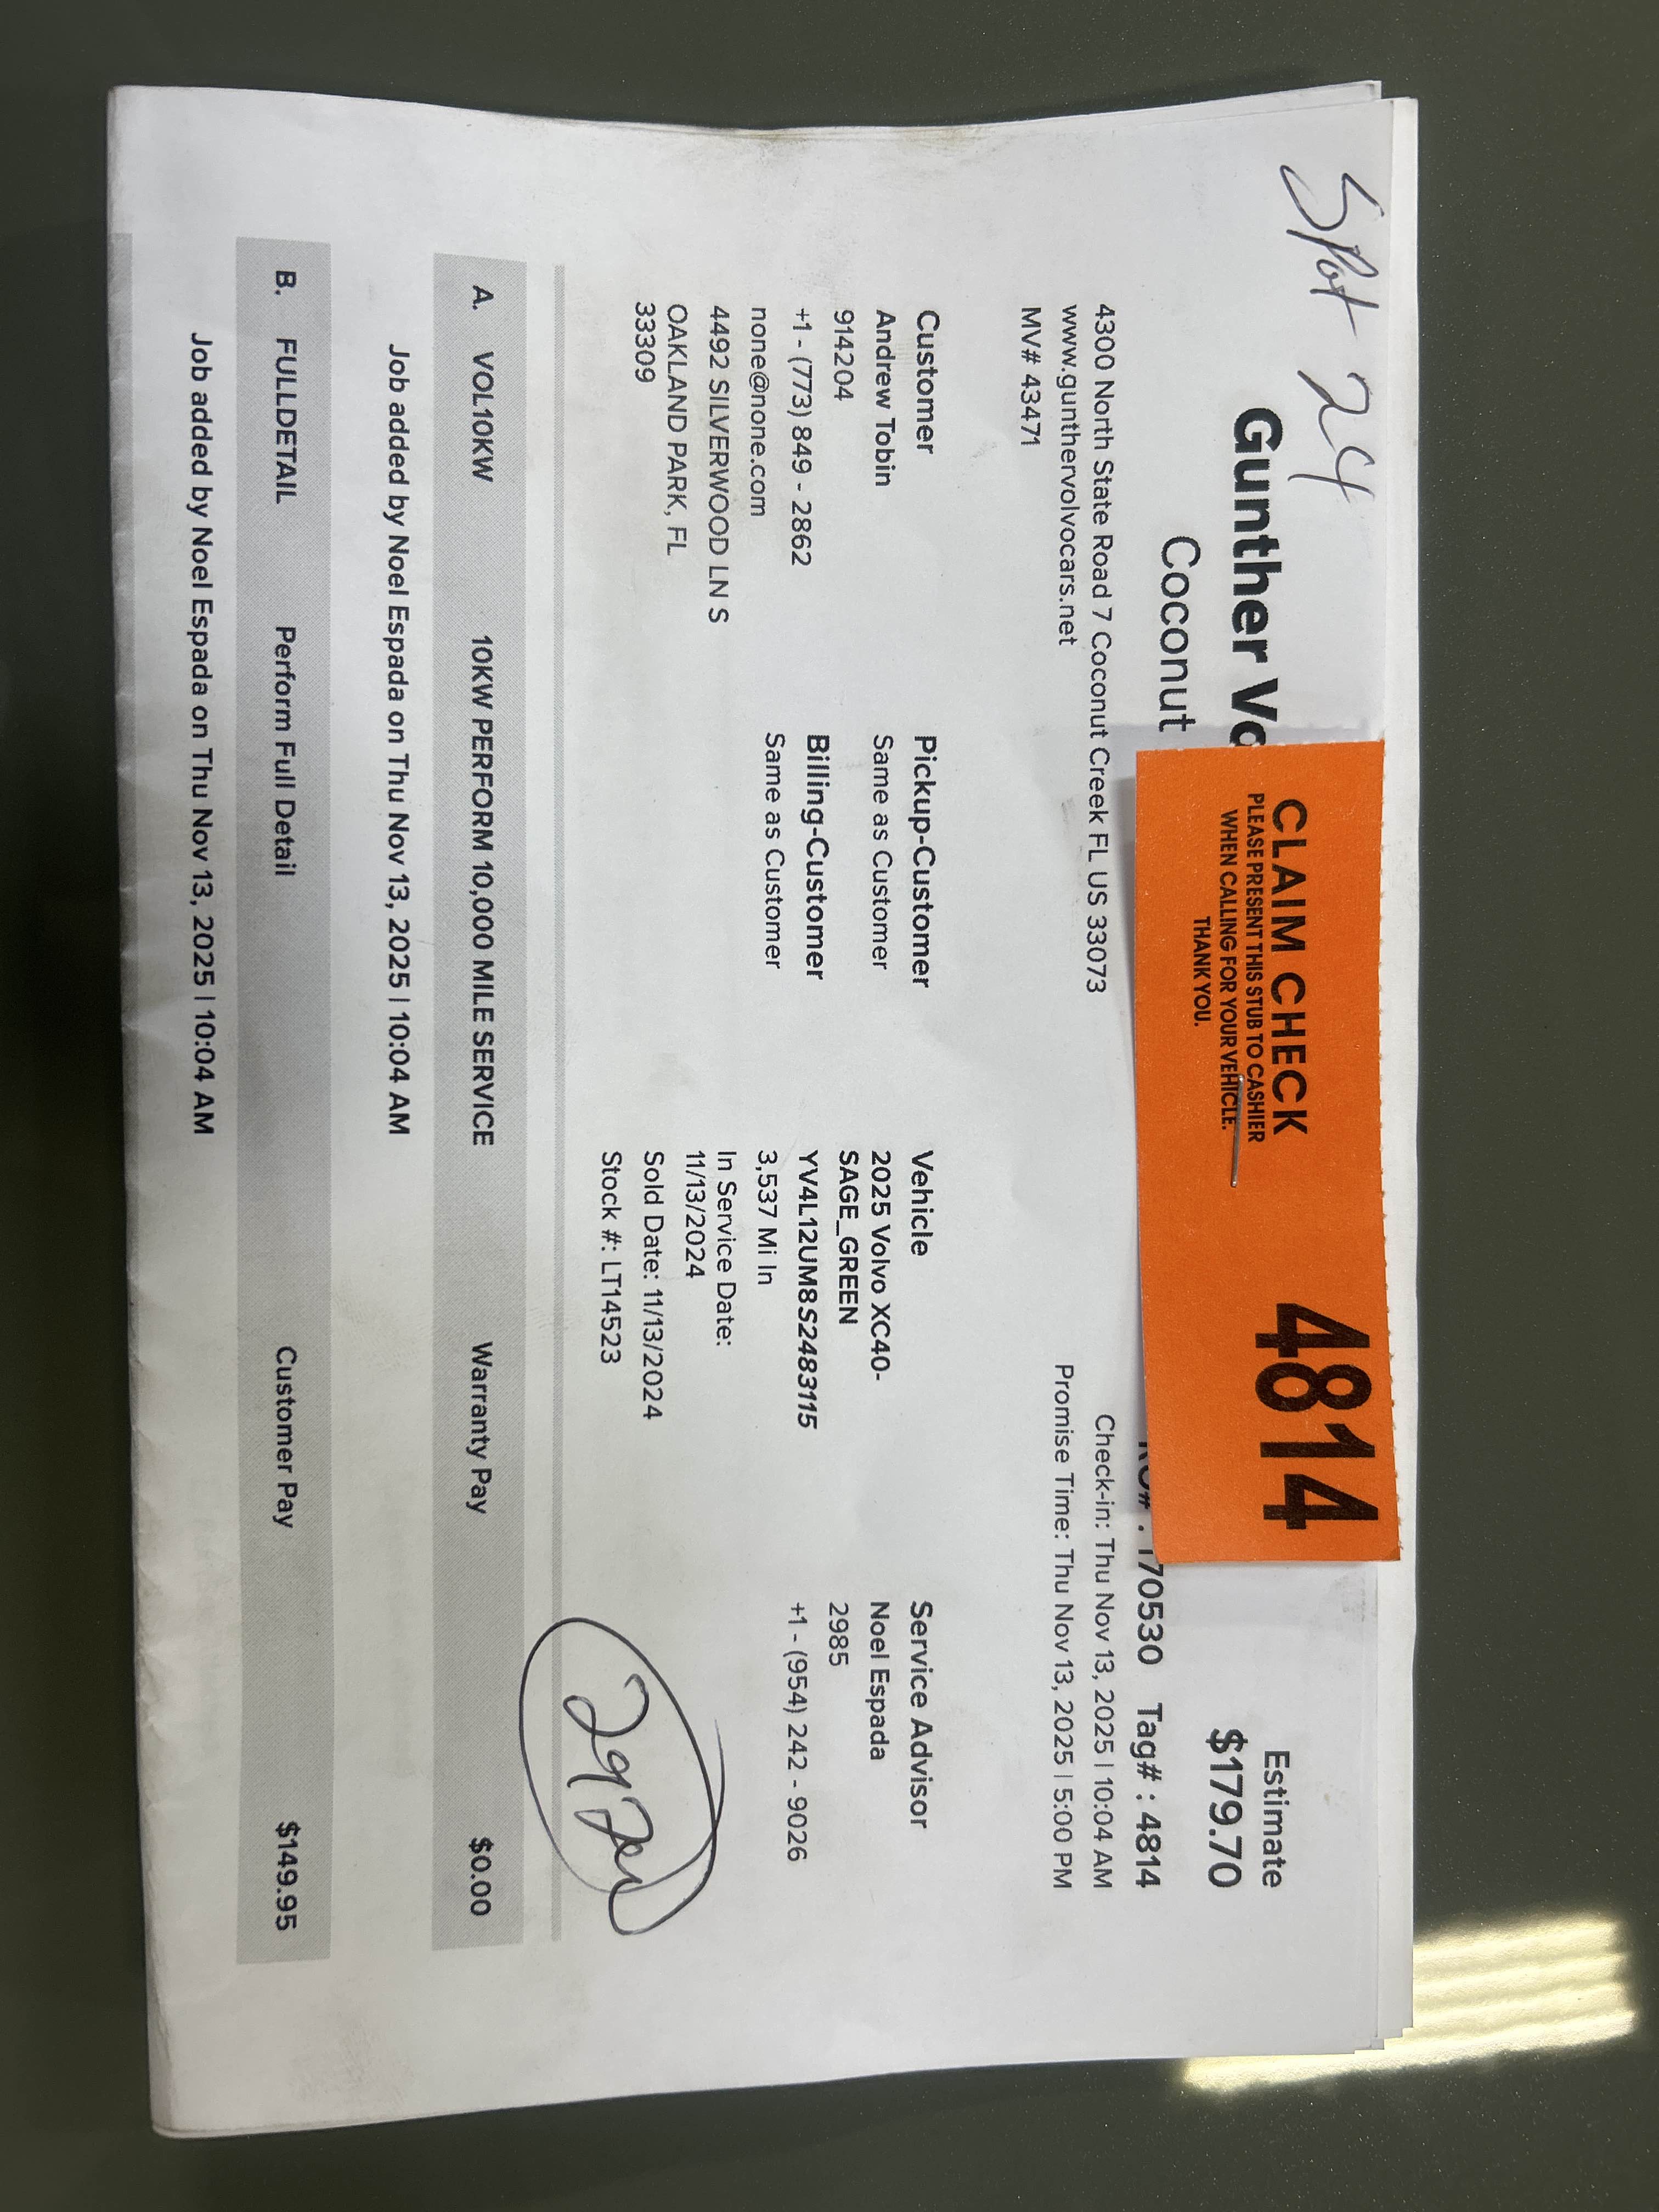 Spot 24
Gunther Vo
Coconut
CLAIM CHECK
PLEASE PRESENT THIS STUB TO CASHIER
WHEN CALLING FOR YOUR VEHICLE.
THANK YOU.
4814
Estimate
$179.70
RO# : 170530 Tag# : 4814
4300 North State Road 7 Coconut Creek FL US 33073
Check-in: Thu Nov 13, 2025 | 10:04 AM
www.gunthervolvocars.net
Promise Time: Thu Nov 13, 2025 | 5:00 PM
MV# 43471
Customer
Andrew Tobin
914204
+1 - (773) 849 - 2862
none@none.com
4492 SILVERWOOD LN S
OAKLAND PARK, FL
33309
Pickup-Customer
Same as Customer
Billing-Customer
Same as Customer
Vehicle
2025 Volvo XC40-
SAGE_GREEN
YV4L12UM8S2483115
3,537 Mi In
In Service Date:
11/13/2024
Sold Date: 11/13/2024
Stock #: LT14523
Service Advisor
Noel Espada
2985
+1 - (954) 242 - 9026
A. VOL10KW 10KW PERFORM 10,000 MILE SERVICE Warranty Pay $0.00
Job added by Noel Espada on Thu Nov 13, 2025 | 10:04 AM
B. FULLDETAIL Perform Full Detail Customer Pay $149.95
Job added by Noel Espada on Thu Nov 13, 2025 | 10:04 AM